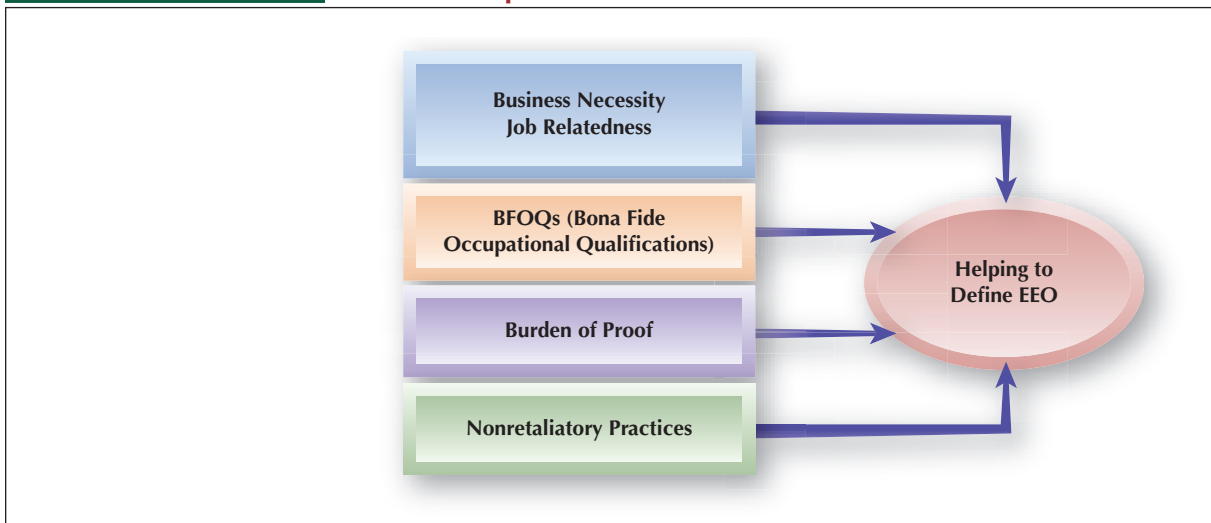 Business Necessity
Job Relatedness
BFOQs (Bona Fide
Occupational Qualifications)
Burden of Proof
Nonretaliatory Practices
Helping to
Define EEO